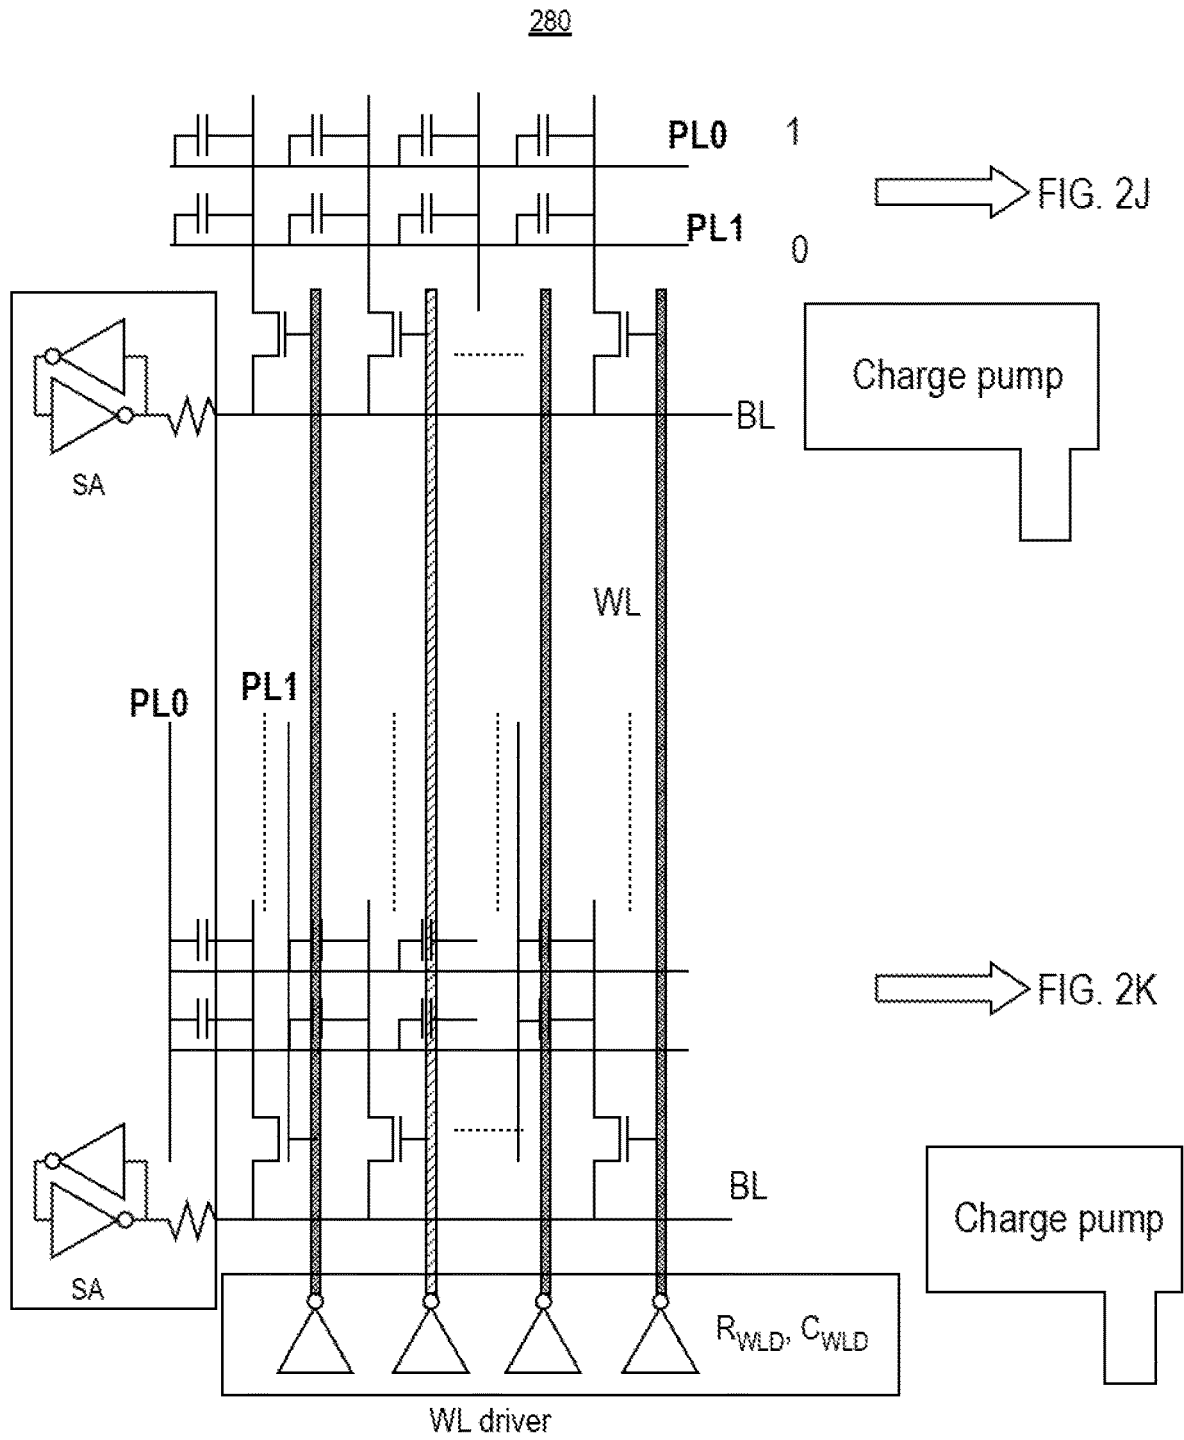 280
PL0 1
FIG. 2J
PL1 0
Charge pump
BL
SA
WL
PL0 PL1
FIG. 2K
BL
Charge pump
SA
RWLD, CWLD
WL driver